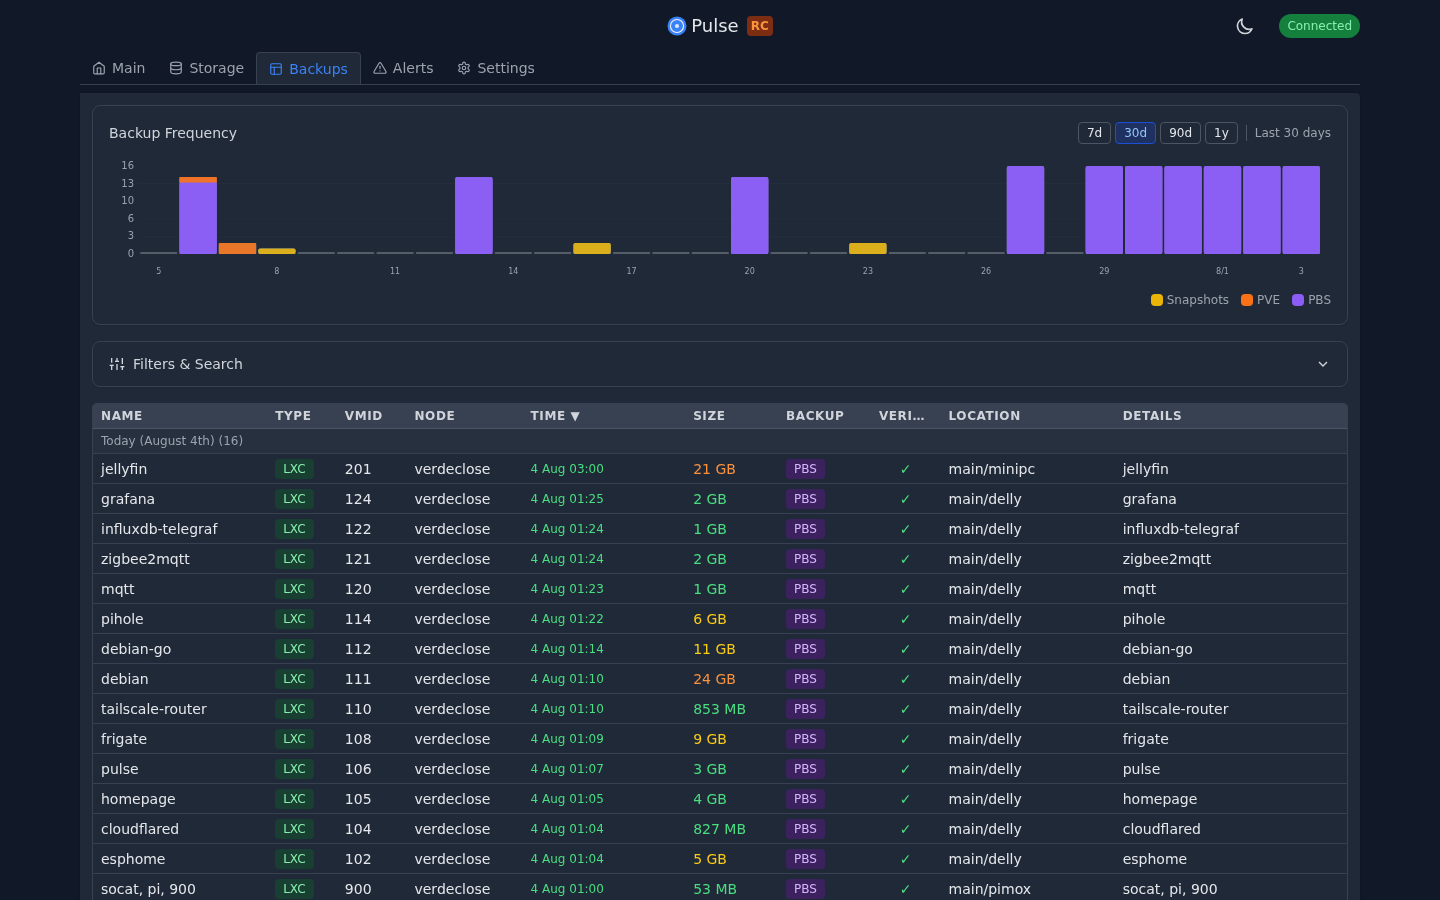 Pulse RC
Connected
Main Storage Backups Alerts Settings
Backup Frequency 7d 30d 90d 1y Last 30 days
16
13
10
6
3
0
5 8 11 14 17 20 23 26 29 8/1 3
Snapshots PVE PBS
Filters & Search
NAME TYPE VMID NODE TIME ▼ SIZE BACKUP VERI... LOCATION DETAILS
Today (August 4th) (16)
jellyfin LXC 201 verdeclose 4 Aug 03:00 21 GB PBS ✓ main/minipc jellyfin
grafana LXC 124 verdeclose 4 Aug 01:25 2 GB PBS ✓ main/delly grafana
influxdb-telegraf LXC 122 verdeclose 4 Aug 01:24 1 GB PBS ✓ main/delly influxdb-telegraf
zigbee2mqtt LXC 121 verdeclose 4 Aug 01:24 2 GB PBS ✓ main/delly zigbee2mqtt
mqtt LXC 120 verdeclose 4 Aug 01:23 1 GB PBS ✓ main/delly mqtt
pihole LXC 114 verdeclose 4 Aug 01:22 6 GB PBS ✓ main/delly pihole
debian-go LXC 112 verdeclose 4 Aug 01:14 11 GB PBS ✓ main/delly debian-go
debian LXC 111 verdeclose 4 Aug 01:10 24 GB PBS ✓ main/delly debian
tailscale-router LXC 110 verdeclose 4 Aug 01:10 853 MB PBS ✓ main/delly tailscale-router
frigate LXC 108 verdeclose 4 Aug 01:09 9 GB PBS ✓ main/delly frigate
pulse LXC 106 verdeclose 4 Aug 01:07 3 GB PBS ✓ main/delly pulse
homepage LXC 105 verdeclose 4 Aug 01:05 4 GB PBS ✓ main/delly homepage
cloudflared LXC 104 verdeclose 4 Aug 01:04 827 MB PBS ✓ main/delly cloudflared
esphome LXC 102 verdeclose 4 Aug 01:04 5 GB PBS ✓ main/delly esphome
socat, pi, 900 LXC 900 verdeclose 4 Aug 01:00 53 MB PBS ✓ main/pimox socat, pi, 900